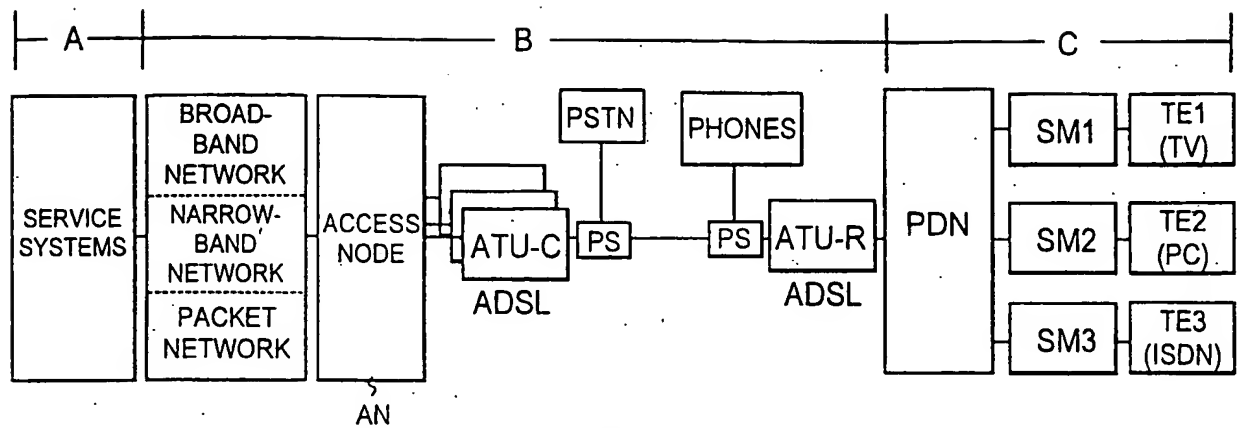 A
B
C
SERVICE
SYSTEMS
BROAD-
BAND
NETWORK
NARROW-
BAND
NETWORK
PACKET
NETWORK
ACCESS
NODE
AN
ATU-C
ADSL
PSTN
PS
PHONES
PS
ATU-R
ADSL
PDN
SM1
TE1
(TV)
SM2
TE2
(PC)
SM3
TE3
(ISDN)